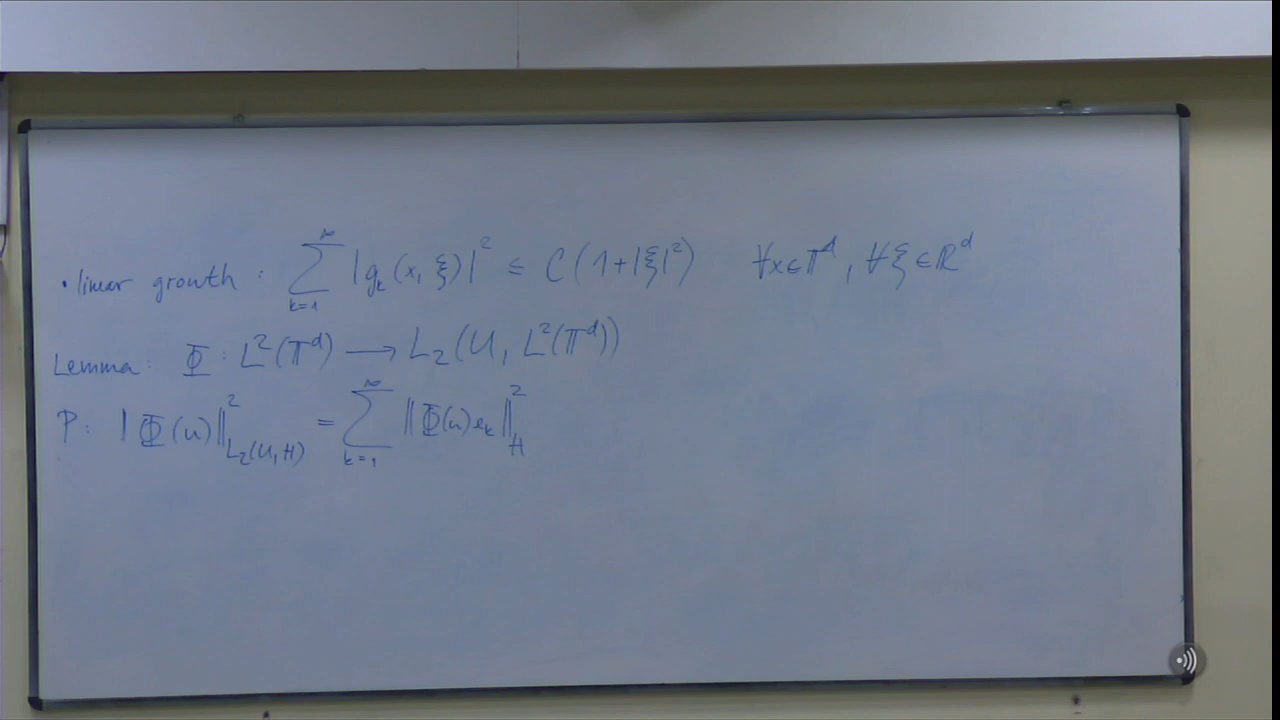 • linear growth : ∑_{k=1}^{∞} |g_k(x, ξ)|² ≤ C(1+|ξ|²) ∀x∈𝕋^d, ∀ξ∈ℝ^d
Lemma: Φ : L²(𝕋^d) ⟶ L₂(U, L²(𝕋^d))
P: ‖Φ(u)‖²_{L₂(U,H)} = ∑_{k=1}^{∞} ‖Φ(u)e_k‖²_H